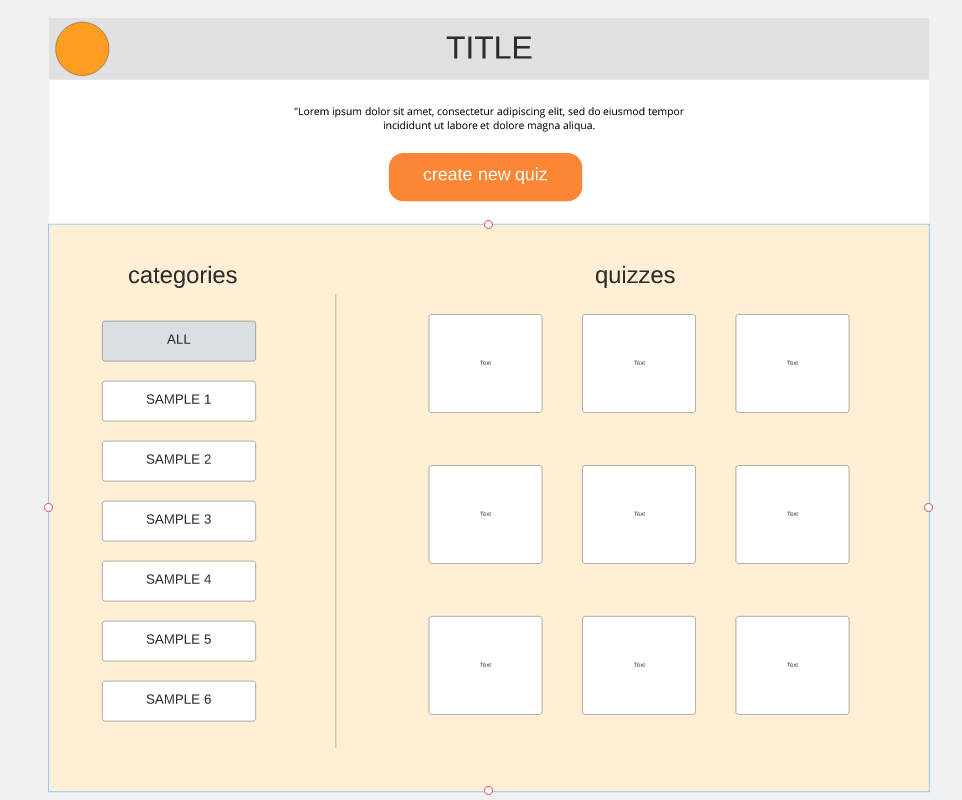 TITLE
"Lorem ipsum dolor sit amet, consectetur adipiscing elit, sed do eiusmod tempor
incididunt ut labore et dolore magna aliqua.
create new quiz
categories
ALL
SAMPLE 1
SAMPLE 2
SAMPLE 3
SAMPLE 4
SAMPLE 5
SAMPLE 6
quizzes
Text
Text
Text
Text
Text
Text
Text
Text
Text